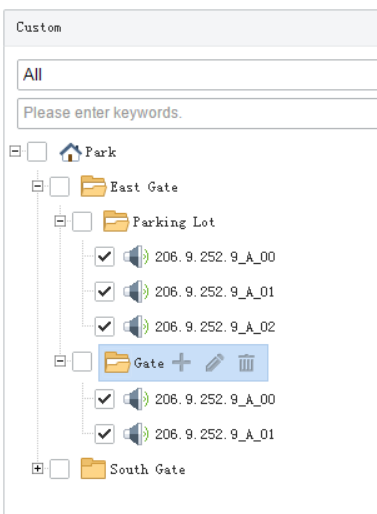 Custom
All
Please enter keywords.
Park
East Gate
Parking Lot
206.9.252.9_A_00
206.9.252.9_A_01
206.9.252.9_A_02
Gate
206.9.252.9_A_00
206.9.252.9_A_01
South Gate